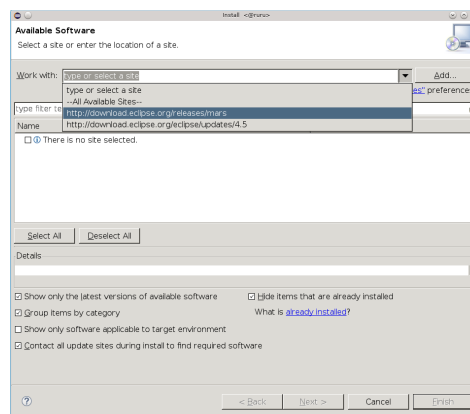 Install <@ruru>
Available Software
Select a site or enter the location of a site.
Work with: type or select a site Add...
type or select a site
--All Available Sites--
http://download.eclipse.org/releases/mars
http://download.eclipse.org/eclipse/updates/4.5
es" preference
type filter te
Name
There is no site selected.
Select All Deselect All
Details
Show only the latest versions of available software Hide items that are already installed
Group items by category What is already installed?
Show only software applicable to target environment
Contact all update sites during install to find required software
? < Back Next > Cancel Finish